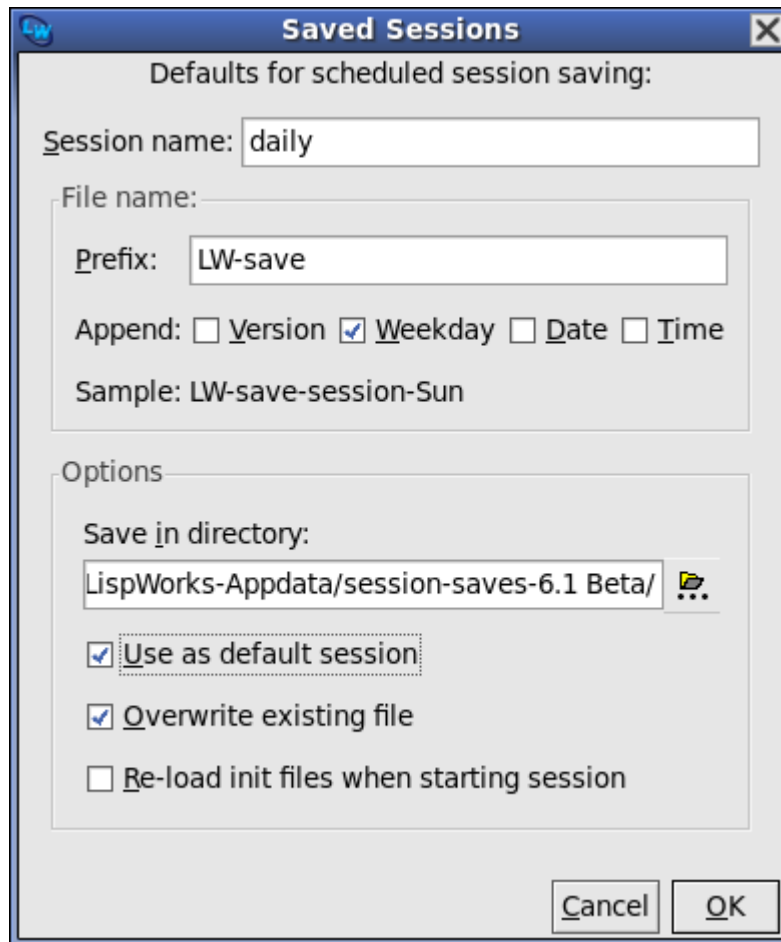 LW Saved Sessions
Defaults for scheduled session saving:
Session name: daily
File name:
Prefix: LW-save
Append: Version Weekday Date Time
Sample: LW-save-session-Sun
Options
Save in directory:
LispWorks-Appdata/session-saves-6.1 Beta/
Use as default session
Overwrite existing file
Re-load init files when starting session
Cancel OK